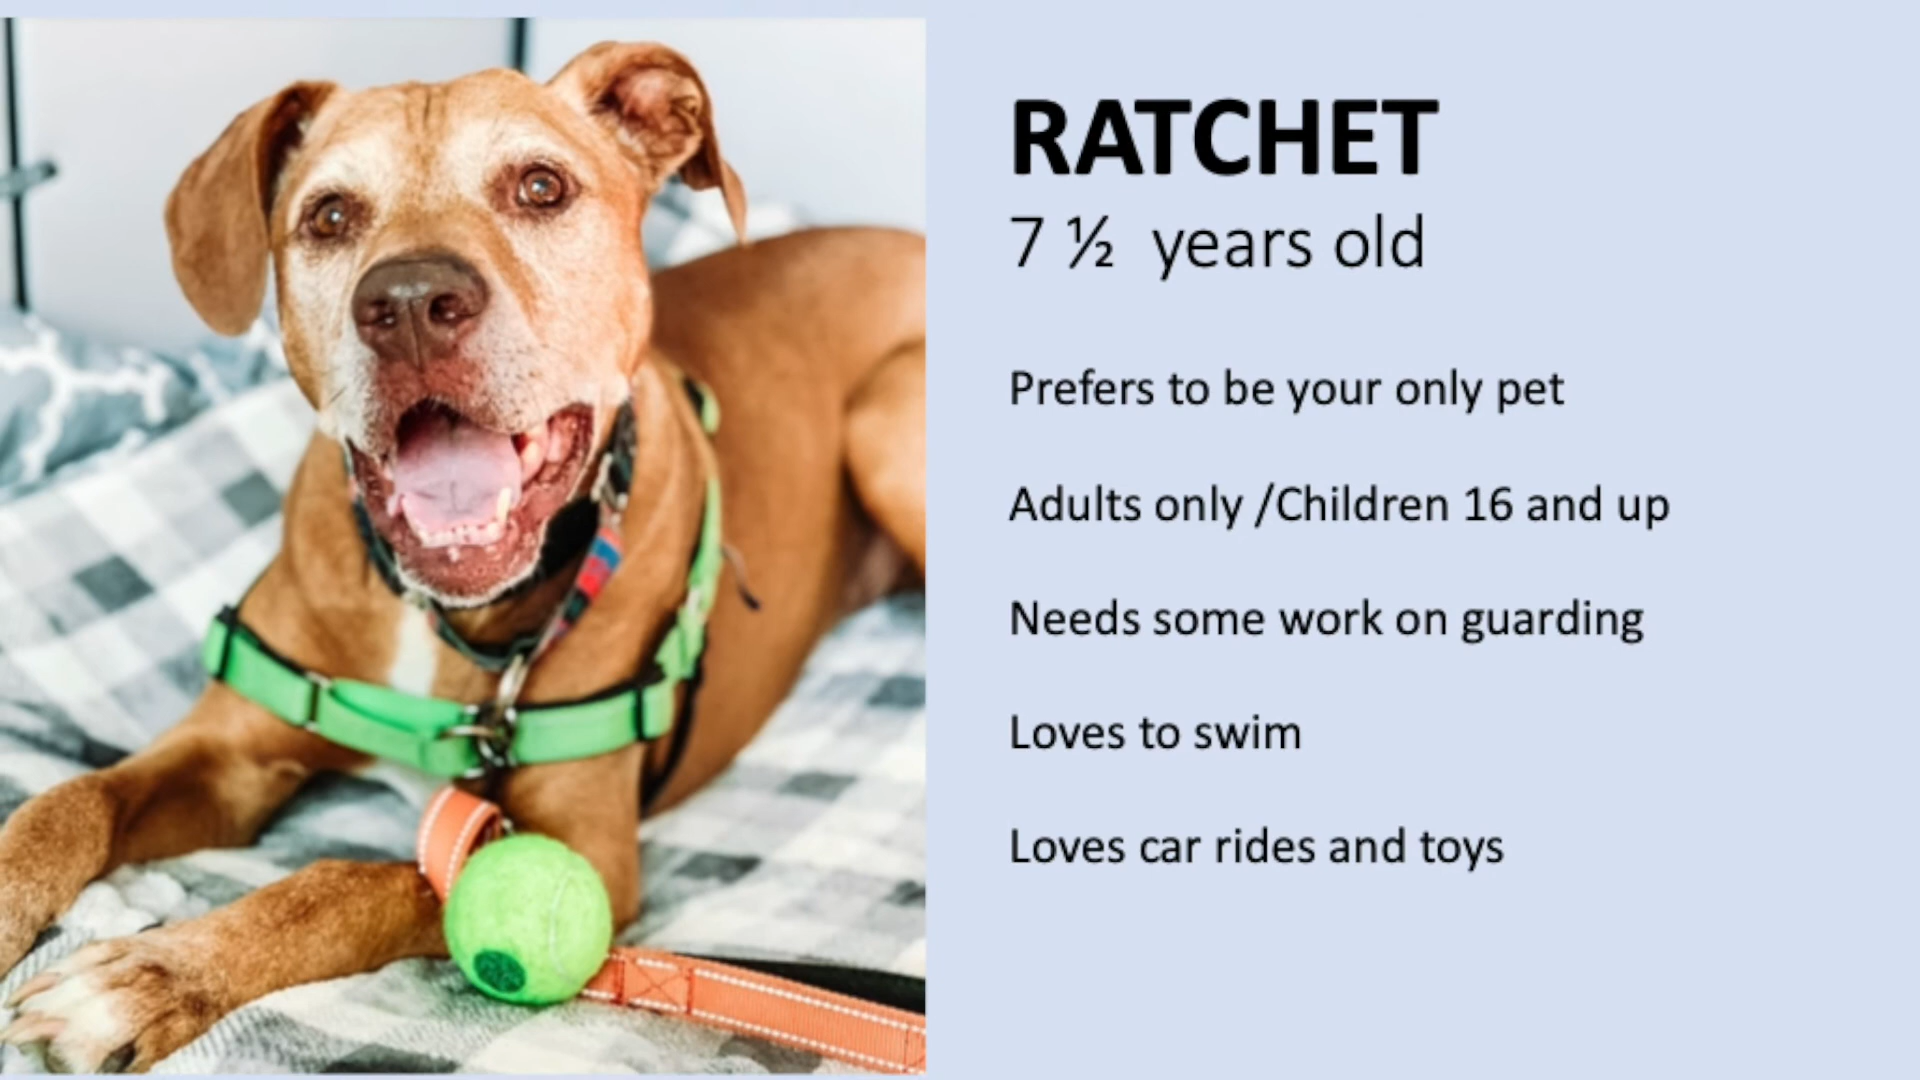 RATCHET
7 ½ years old
Prefers to be your only pet
Adults only /Children 16 and up
Needs some work on guarding
Loves to swim
Loves car rides and toys